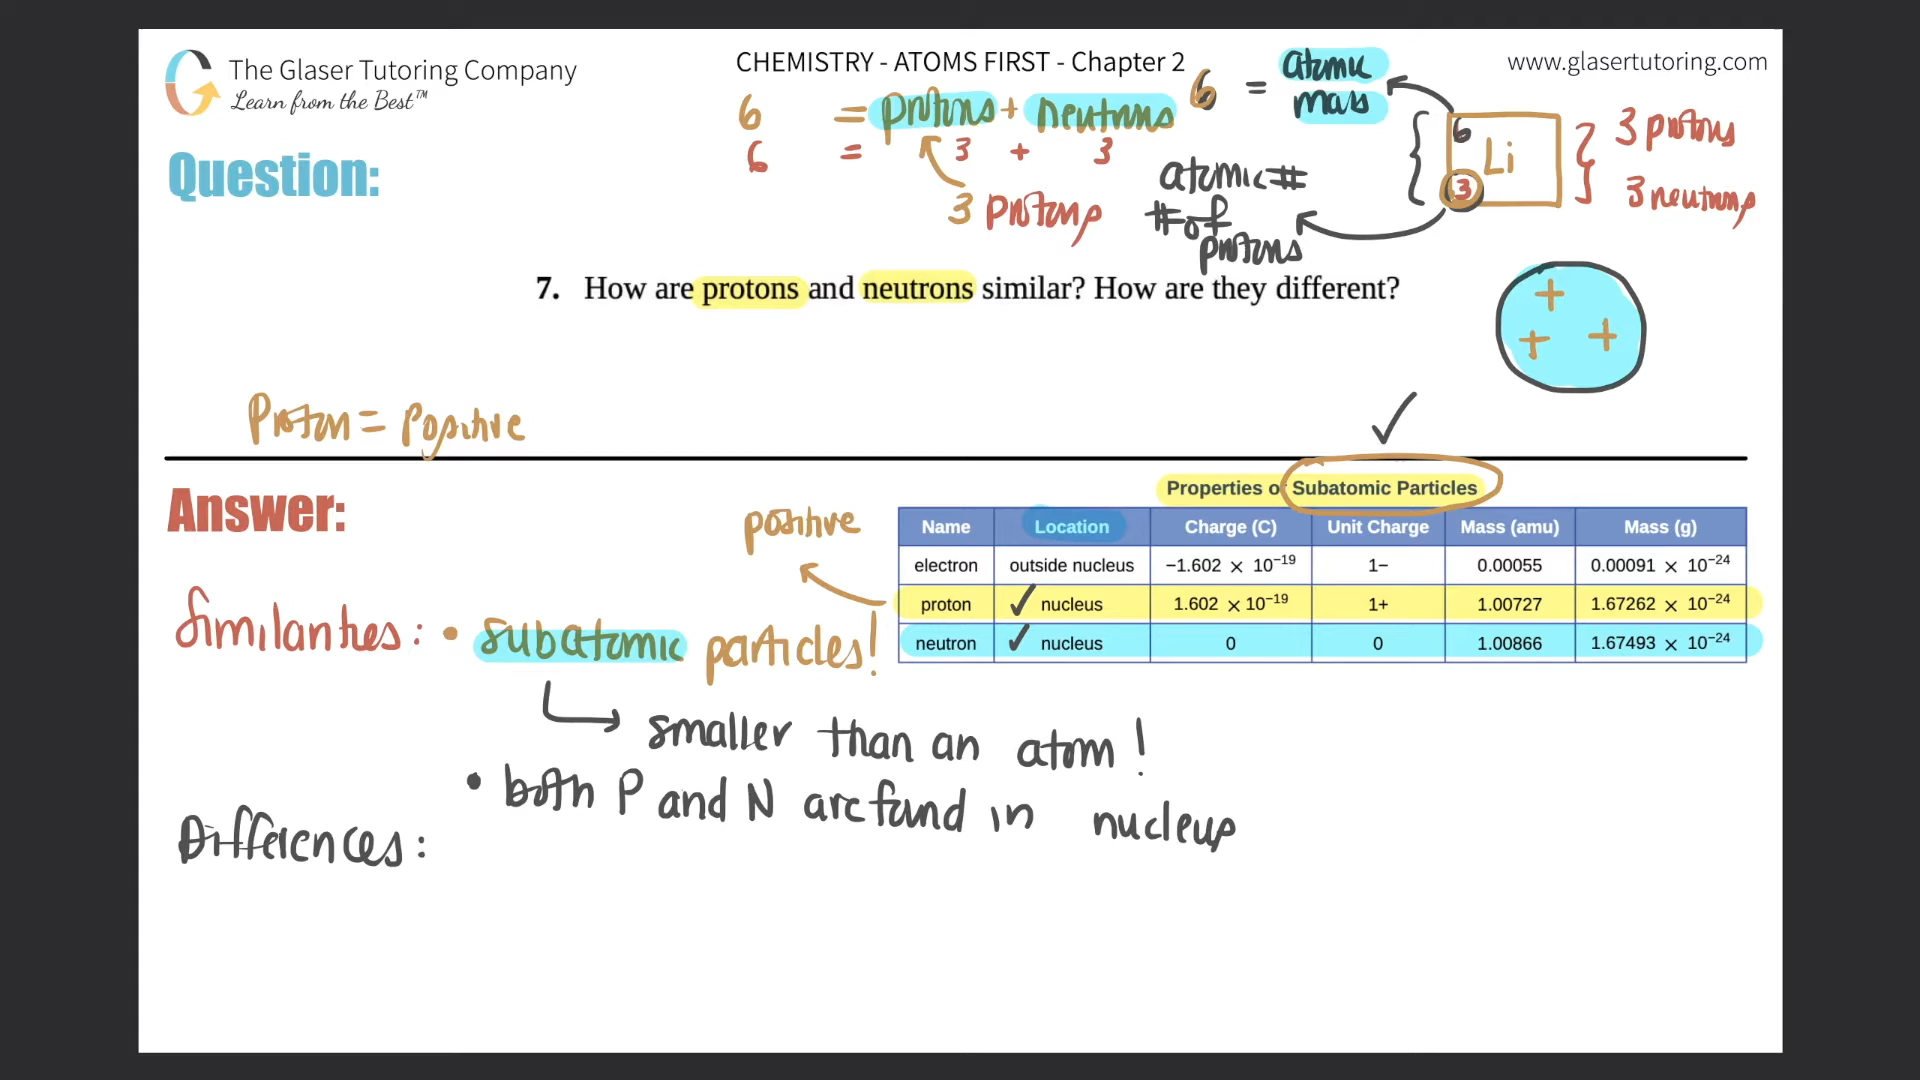 The Glaser Tutoring Company
Learn from the Best™
CHEMISTRY - ATOMS FIRST - Chapter 2
www.glasertutoring.com
6 = protons + neutrons
6 = atomic mass
6 = 3 + 3
3 protons
atomic #
# of protons
6
Li
3
3 protons
3 neutrons
Question:
7. How are protons and neutrons similar? How are they different?
+
+ +
Proton = Positive
Answer:
Properties of Subatomic Particles
Name Location Charge (C) Unit Charge Mass (amu) Mass (g)
electron outside nucleus −1.602 × 10⁻¹⁹ 1− 0.00055 0.00091 × 10⁻²⁴
proton ✓ nucleus 1.602 × 10⁻¹⁹ 1+ 1.00727 1.67262 × 10⁻²⁴
neutron ✓ nucleus 0 0 1.00866 1.67493 × 10⁻²⁴
positive
Similarities: • subatomic particles!
smaller than an atom!
• both P and N are found in nucleus
Differences: